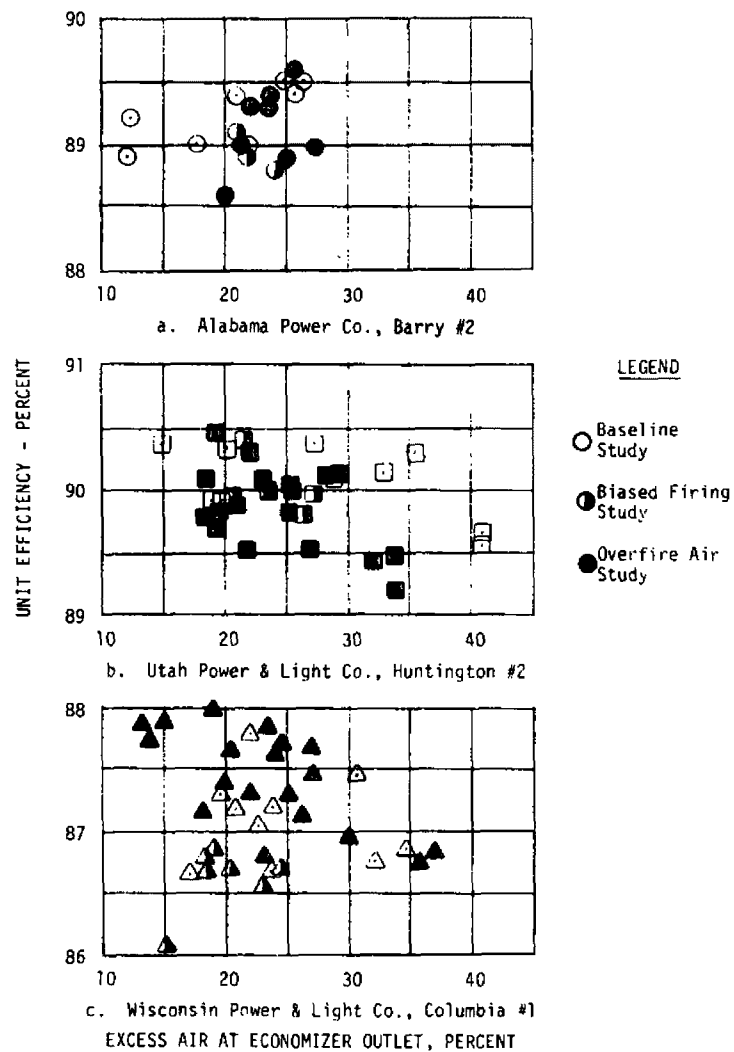 90
89
88
10 20 30 40
a. Alabama Power Co., Barry #2
UNIT EFFICIENCY - PERCENT
91
90
89
10 20 30 40
b. Utah Power & Light Co., Huntington #2
LEGEND
Baseline
Study
Biased Firing
Study
Overfire Air
Study
88
87
86
10 20 30 40
c. Wisconsin Power & Light Co., Columbia #1
EXCESS AIR AT ECONOMIZER OUTLET, PERCENT